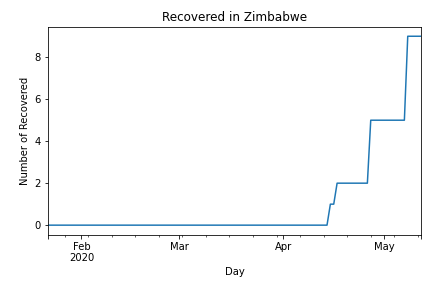 Recovered in Zimbabwe
Number of Recovered
8
6
4
2
0
Feb
2020
Mar
Apr
May
Day